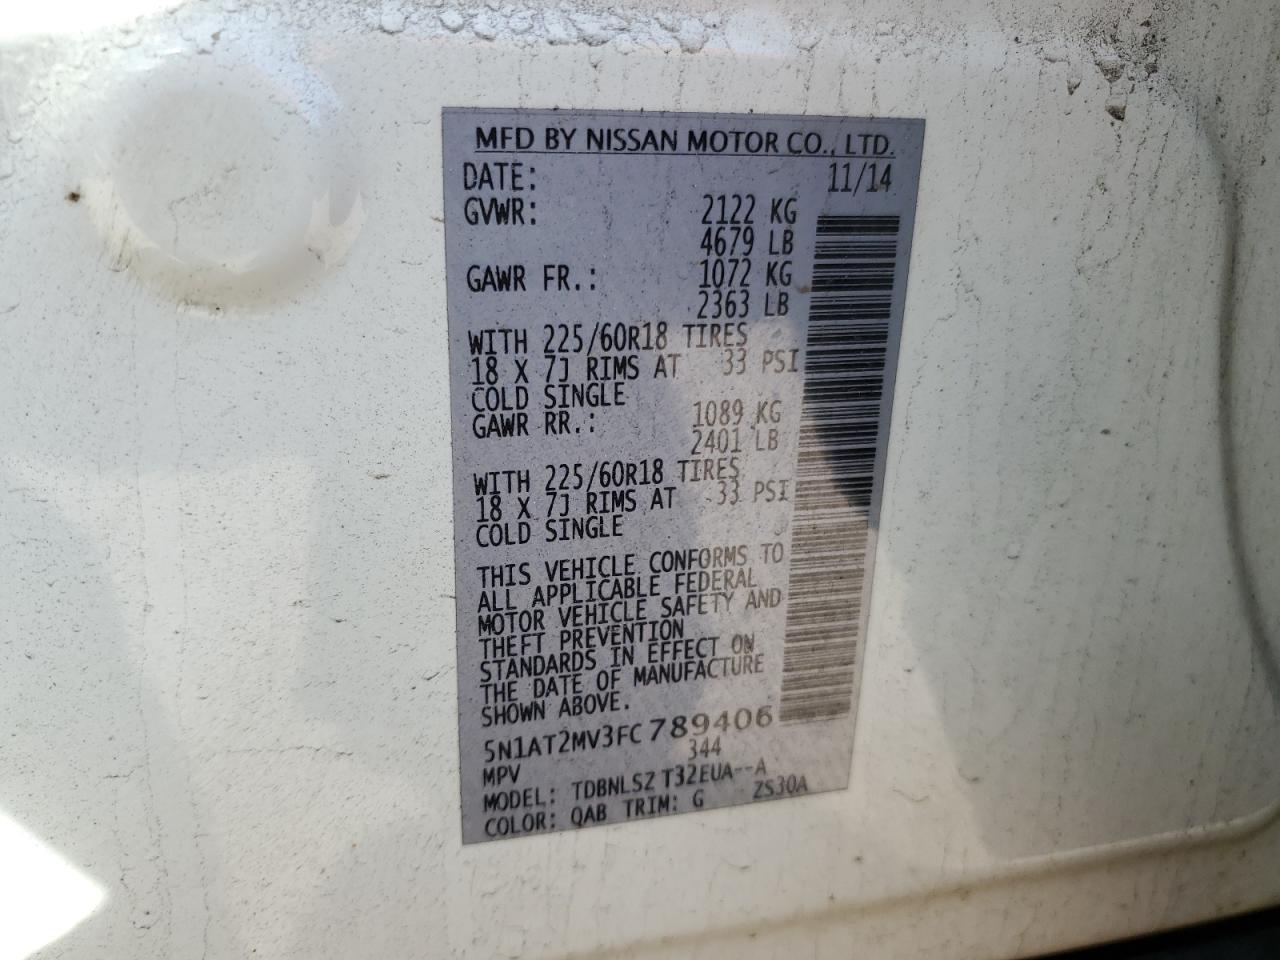 MFD BY NISSAN MOTOR CO., LTD.
DATE: 11/14
GVWR: 2122 KG
4679 LB
GAWR FR.: 1072 KG
2363 LB
WITH 225/60R18 TIRES
18 X 7J RIMS AT 33 PSI
COLD SINGLE
GAWR RR.: 1089 KG
2401 LB
WITH 225/60R18 TIRES
18 X 7J RIMS AT 33 PSI
COLD SINGLE
THIS VEHICLE CONFORMS TO
ALL APPLICABLE FEDERAL
MOTOR VEHICLE SAFETY AND
THEFT PREVENTION
STANDARDS IN EFFECT ON
THE DATE OF MANUFACTURE
SHOWN ABOVE.
5N1AT2MV3FC789406
MPV 344
MODEL: TDBNLSZ T32EUA--A
COLOR: QAB TRIM: G ZS30A